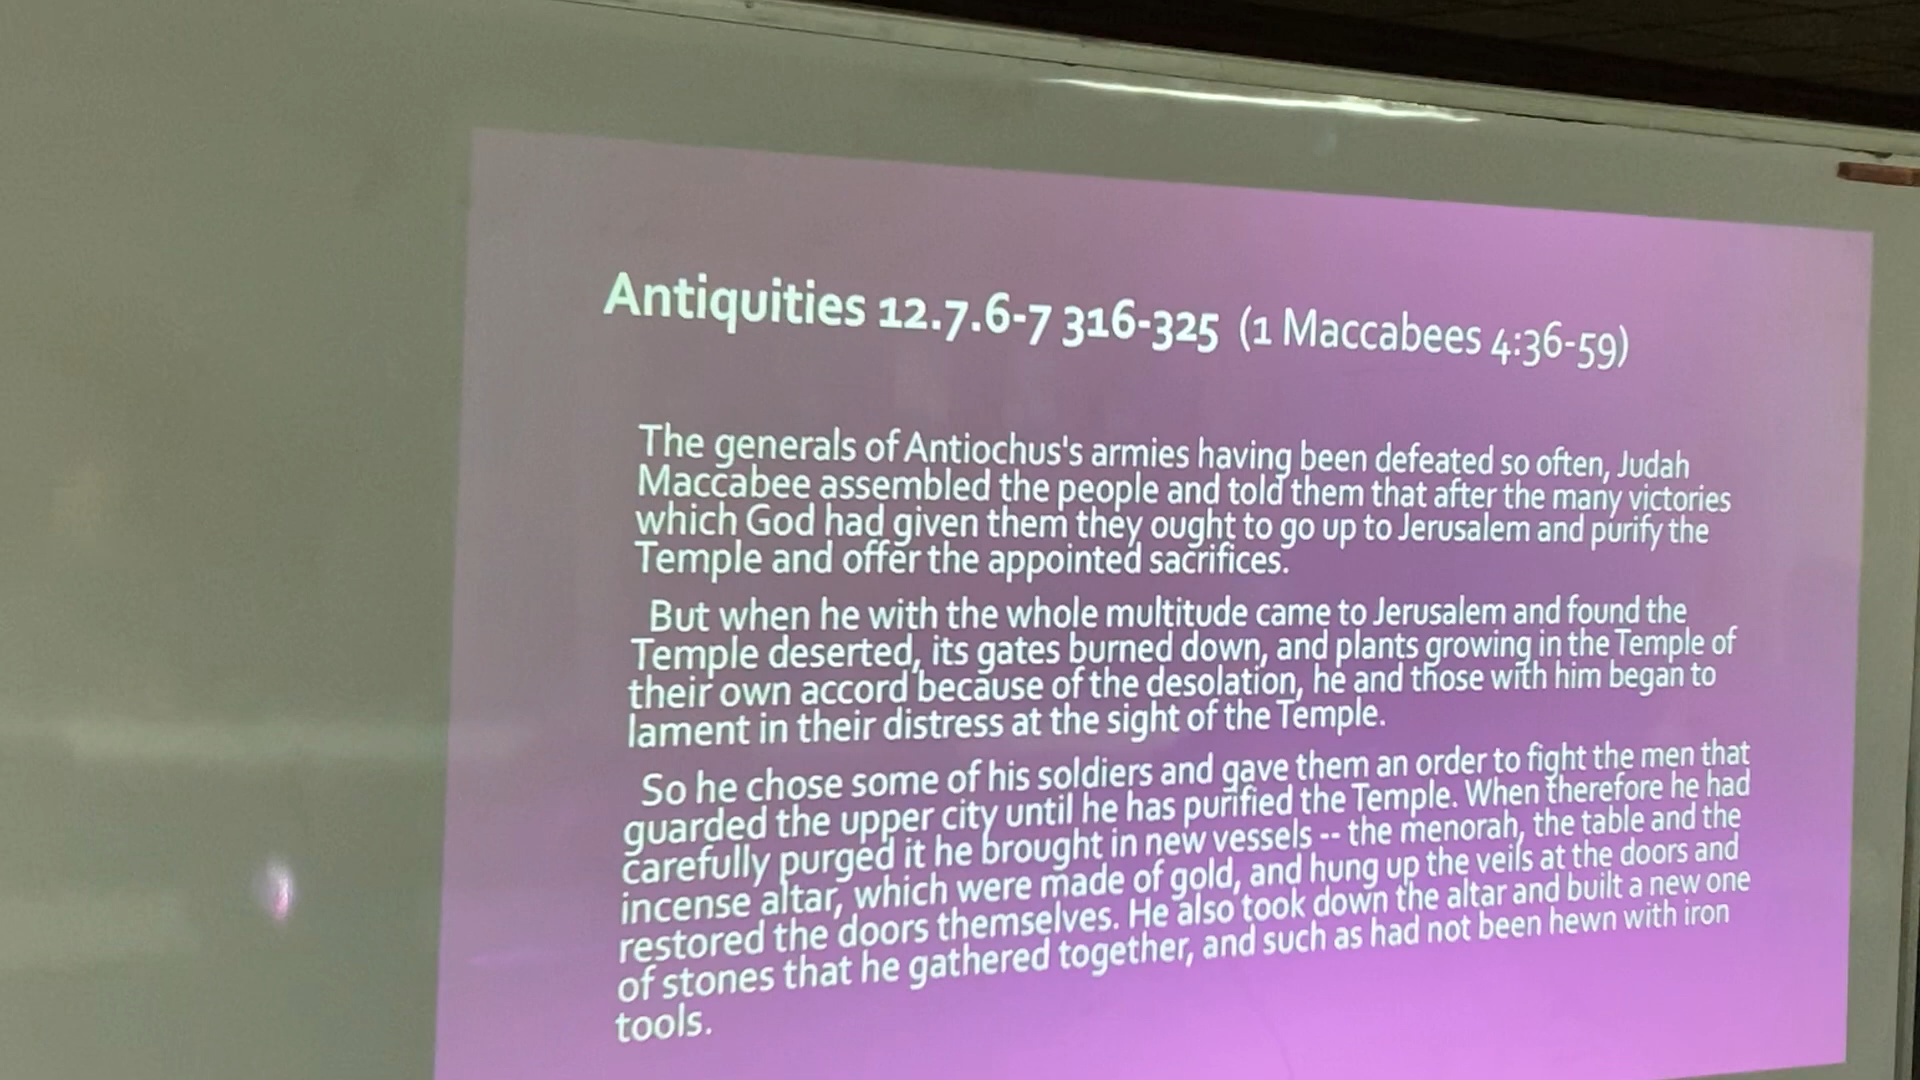 Antiquities 12.7.6-7 316-325 (1 Maccabees 4:36-59)
The generals of Antiochus's armies having been defeated so often, Judah
Maccabee assembled the people and told them that after the many victories
which God had given them they ought to go up to Jerusalem and purify the
Temple and offer the appointed sacrifices.
But when he with the whole multitude came to Jerusalem and found the
Temple deserted, its gates burned down, and plants growing in the Temple of
their own accord because of the desolation, he and those with him began to
lament in their distress at the sight of the Temple.
So he chose some of his soldiers and gave them an order to fight the men that
guarded the upper city until he has purified the Temple. When therefore he had
carefully purged it he brought in new vessels -- the menorah, the table and the
incense altar, which were made of gold, and hung up the veils at the doors and
restored the doors themselves. He also took down the altar and built a new one
of stones that he gathered together, and such as had not been hewn with iron
tools.